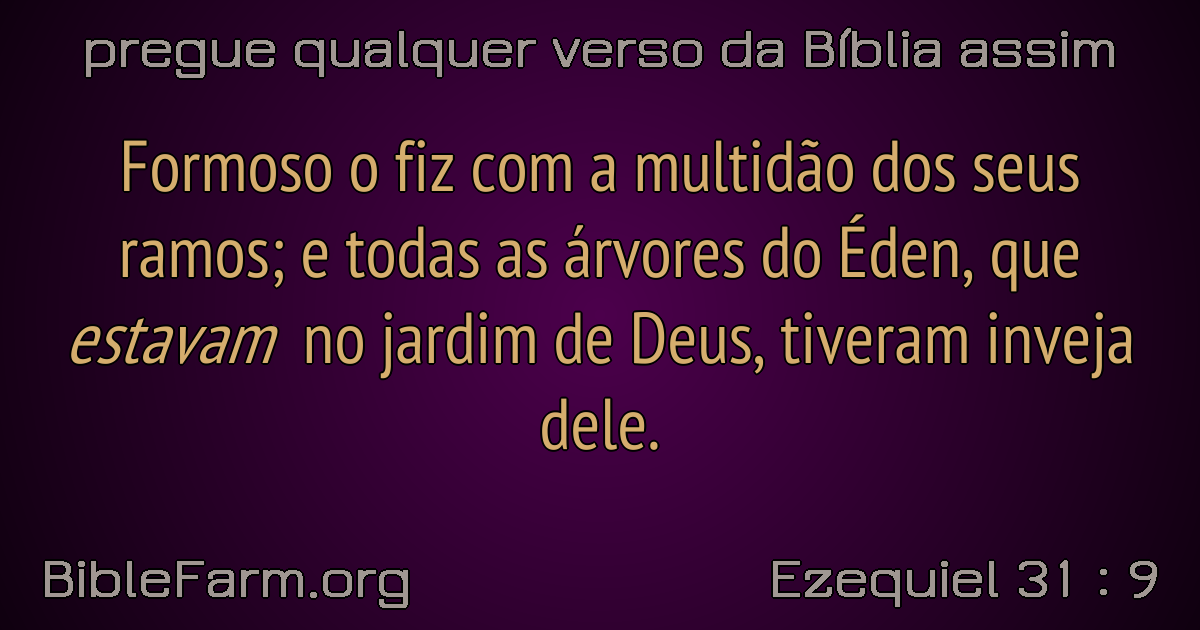 pregue qualquer verso da Bíblia assim
Formoso o fiz com a multidão dos seus
ramos; e todas as árvores do Éden, que
estavam no jardim de Deus, tiveram inveja
dele.
BibleFarm.org
Ezequiel 31 : 9